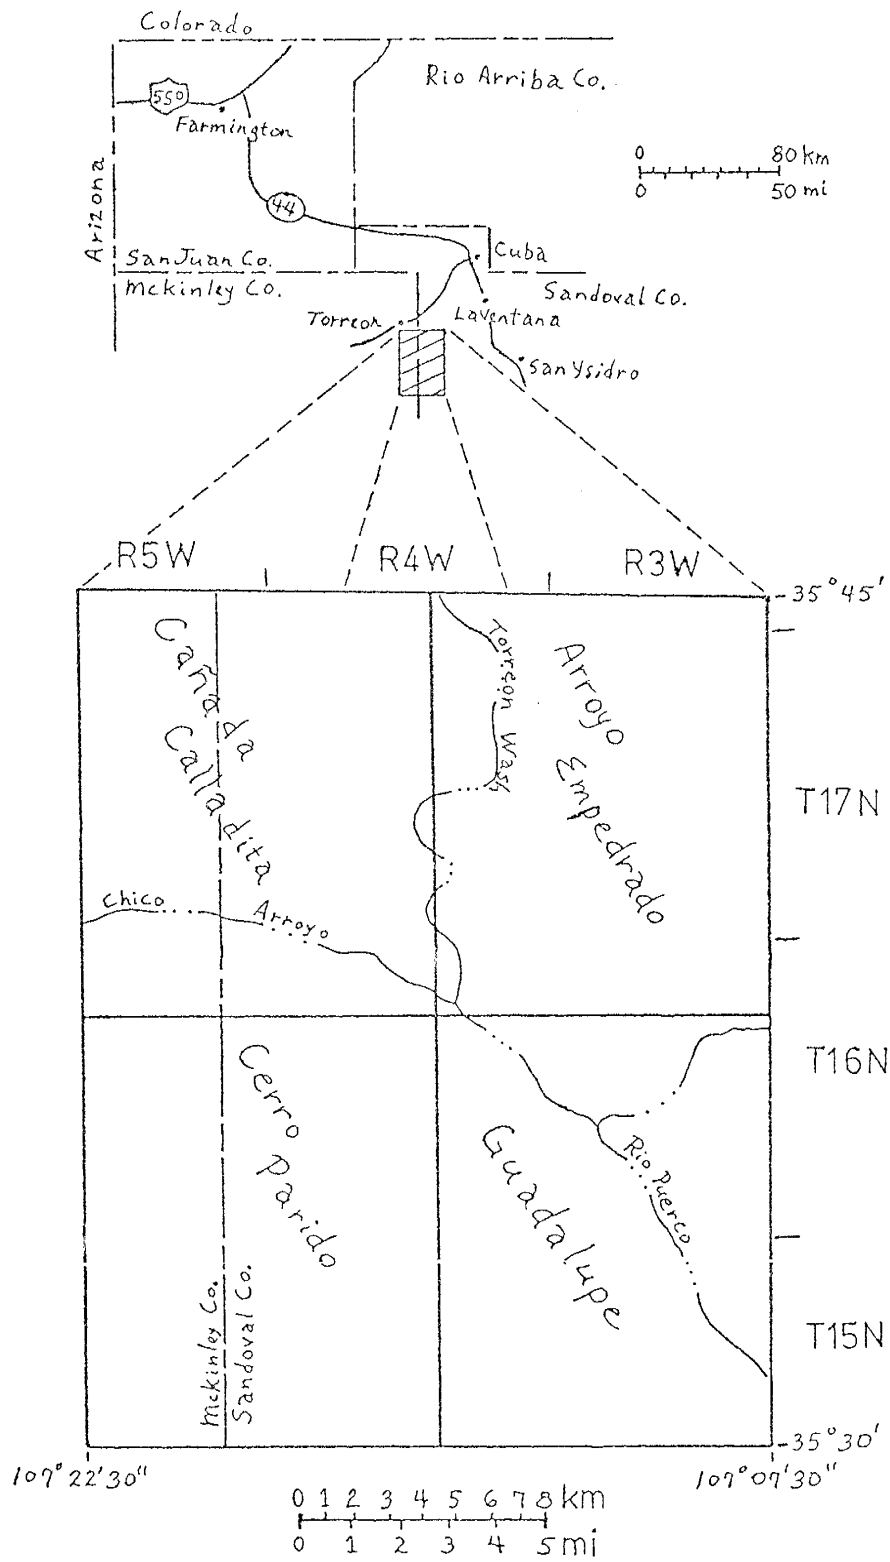 Colorado
Rio Arriba Co.
550
Farmington
0 80 km
0 50 mi
Arizona
44
San Juan Co.
Cuba
Mckinley Co.
Sandoval Co.
Torreon
LaVentana
San Ysidro
R5W R4W R3W
35°45'
Cañada
Calladita
Torreon Wash
Arroyo
Empedrado
T17N
Chico Arroyo
T16N
Cerro
Parido
Guadalupe
Rio Puerco
Mckinley Co.
Sandoval Co.
T15N
35°30'
107°22'30" 107°07'30"
0 1 2 3 4 5 6 7 8 km
0 1 2 3 4 5 mi